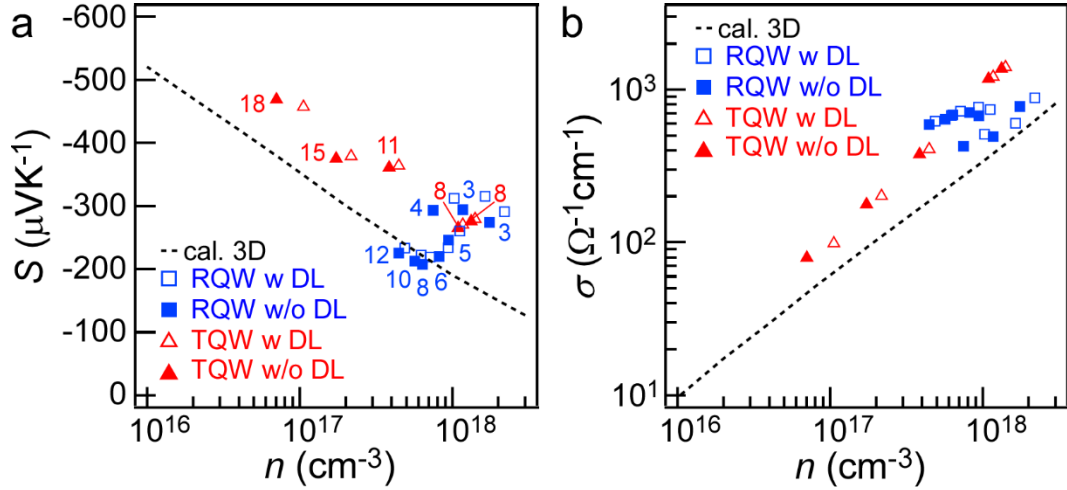 a
-600
-500
-400
-300
-200
-100
0
S (μVK⁻¹)
18
15
11
8
8
3
4
3
12
10
8
6
5
cal. 3D
RQW w DL
RQW w/o DL
TQW w DL
TQW w/o DL
10¹⁶
10¹⁷
10¹⁸
n (cm⁻³)
b
cal. 3D
RQW w DL
RQW w/o DL
TQW w DL
TQW w/o DL
10³
10²
10¹
σ (Ω⁻¹cm⁻¹)
10¹⁶
10¹⁷
10¹⁸
n (cm⁻³)